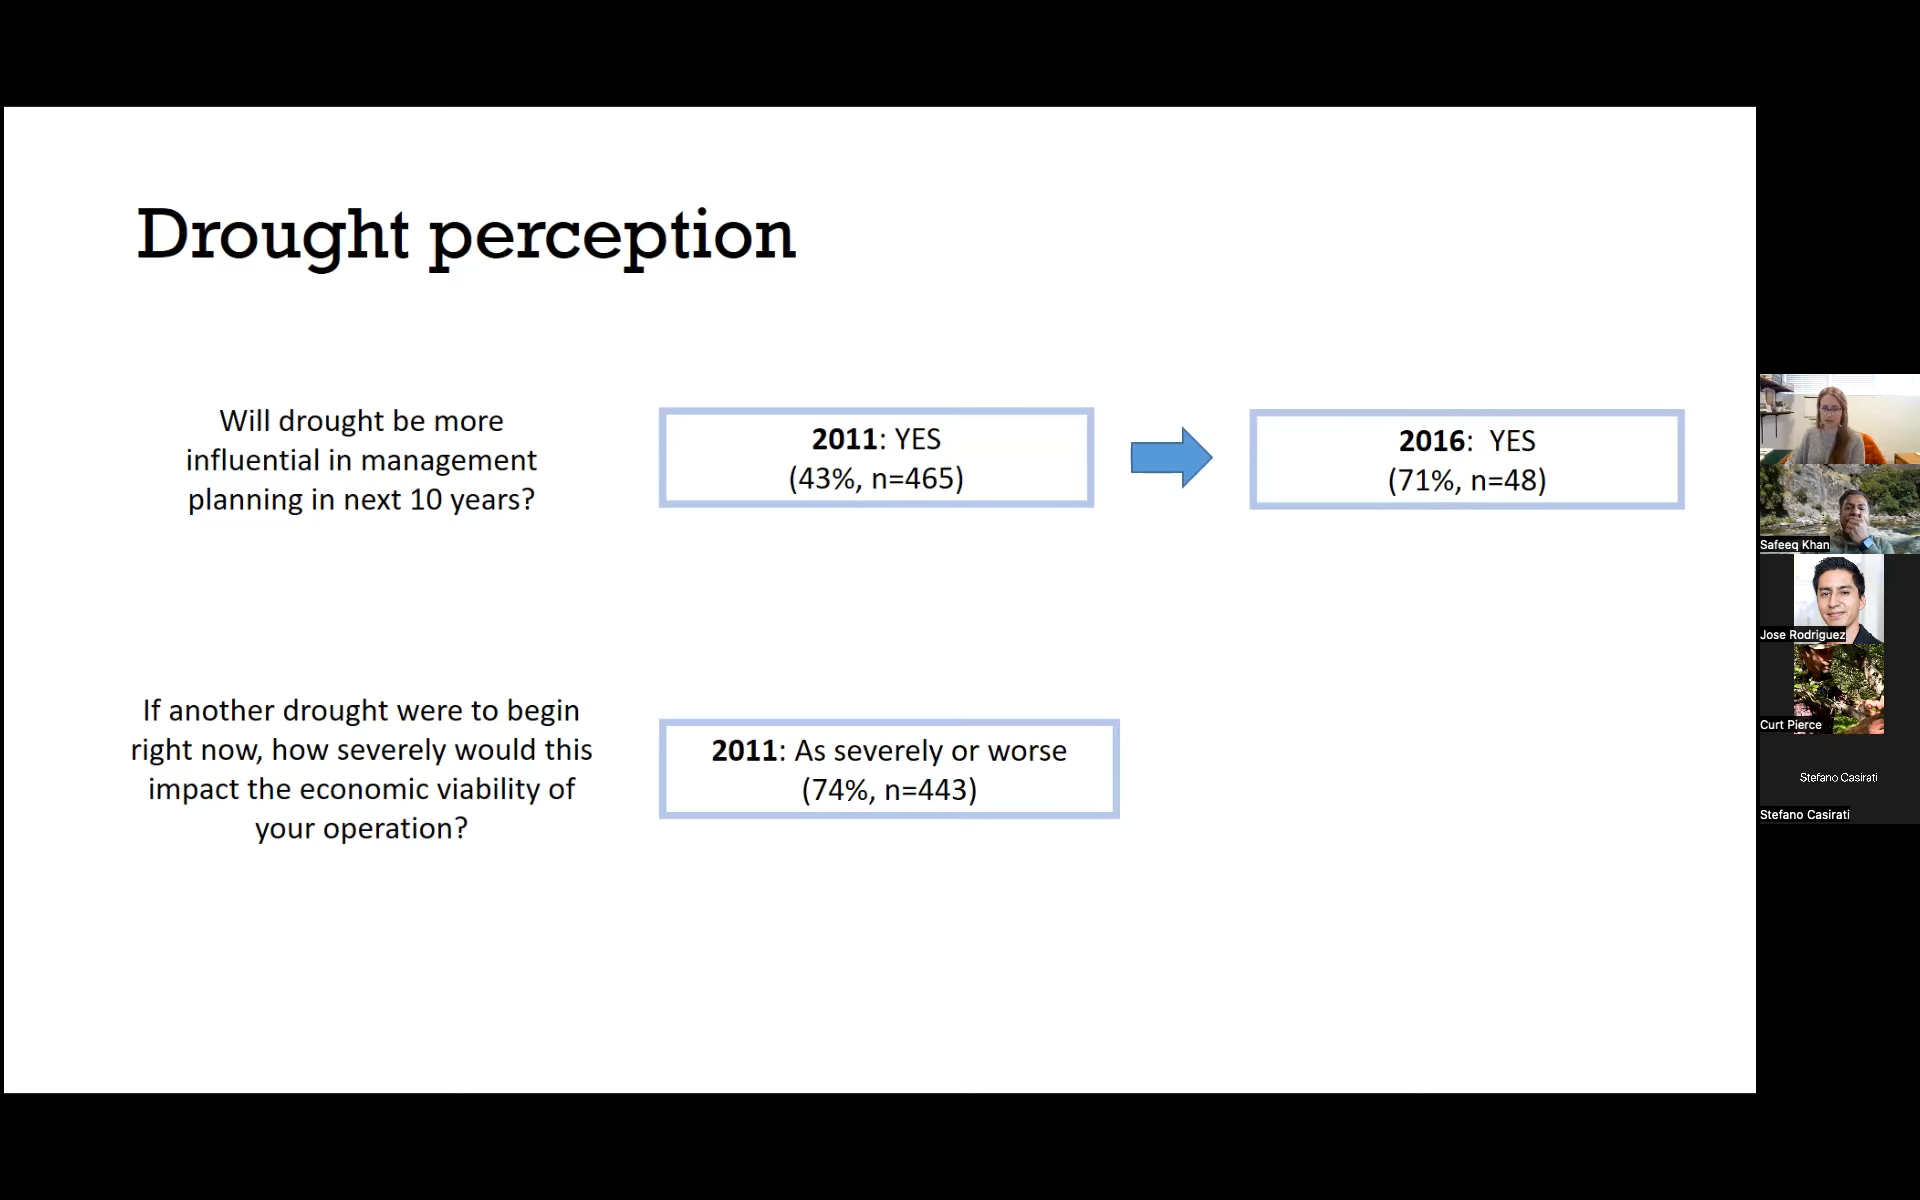 Drought perception
Will drought be more
influential in management
planning in next 10 years?
2011: YES
(43%, n=465)
2016:  YES
(71%, n=48)
If another drought were to begin
right now, how severely would this
impact the economic viability of
your operation?
2011: As severely or worse
(74%, n=443)
Safeeq Khan
Jose Rodriguez
Curt Pierce
Stefano Casirati
Stefano Casirati